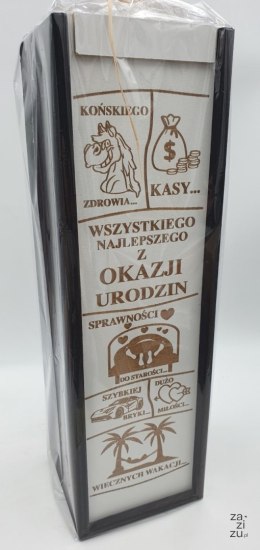 KOŃSKIEGO
ZDROWIA...
$
KASY...
WSZYSTKIEGO
NAJLEPSZEGO
Z
OKAZJI
URODZIN
SPRAWNOŚCI
DO STAROŚCI...
SZYBKIEJ
BRYKI...
DUŻO
MIŁOŚCI...
WIECZNYCH WAKACJI...
za•
zi
zu.pl